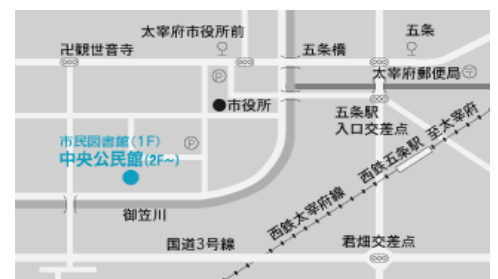 太宰府市役所前
五条
卍観世音寺
五条橋
太宰府郵便局〒
Ⓟ
●市役所
五条駅
入口交差点
市民図書館(1F)
Ⓟ
中央公民館(2F~)
西鉄五条駅
至太宰府
御笠川
西鉄太宰府線
国道3号線
君畑交差点